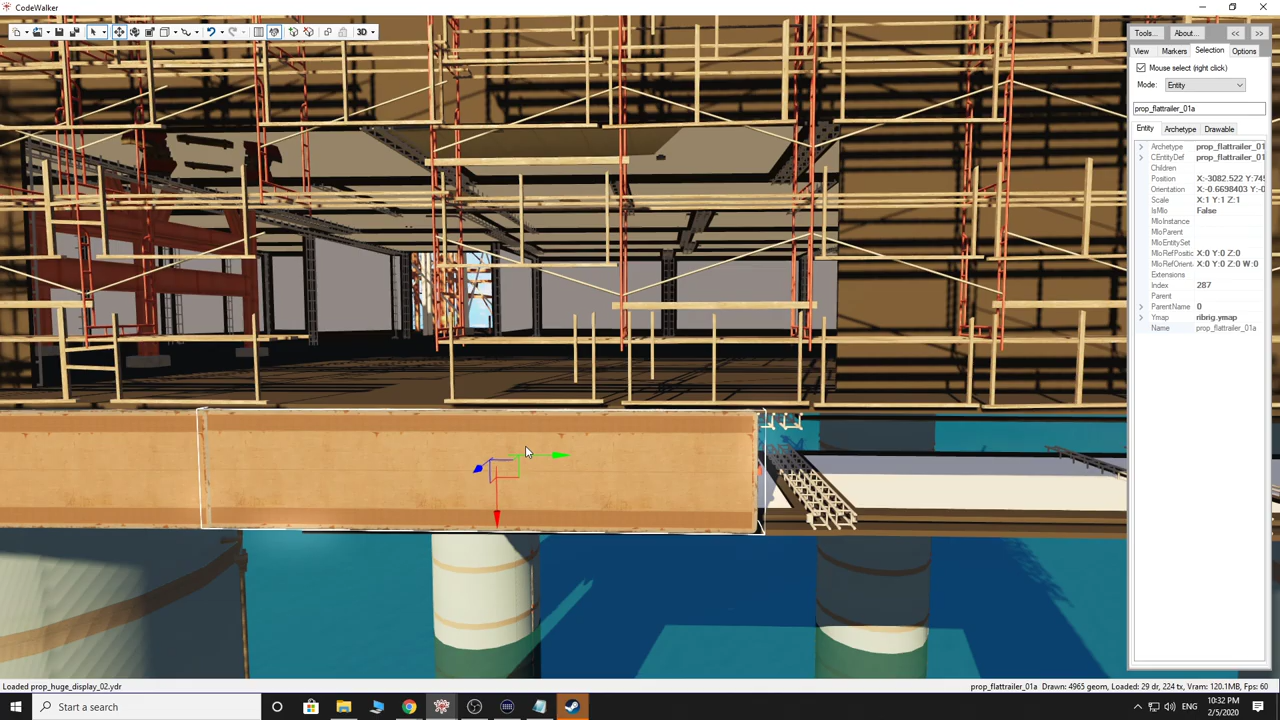 CodeWalker
3D
Tools...
About...
<<
>>
View
Markers
Selection
Options
Mouse select (right click)
Mode:
Entity
prop_flattrailer_01a
Entity
Archetype
Drawable
Archetype prop_flattrailer_01
CEntityDef prop_flattrailer_01
Children
Position X:-3082.522 Y:745
Orientation X:-0.6698403 Y:-0
Scale X:1 Y:1 Z:1
IsMlo False
MloInstance
MloParent
MloEntitySet
MloRefPositic X:0 Y:0 Z:0
MloRefOrient X:0 Y:0 Z:0 W:0
Extensions
Index 287
Parent
ParentName 0
Ymap ribrig.ymap
Name prop_flattrailer_01a
Loaded prop_huge_display_02.ydr
prop_flattrailer_01a Drawn: 4965 geom, Loaded: 29 dr, 224 tx, Vram: 120.1MB, Fps: 60
Start a search
ENG
10:32 PM
2/5/2020